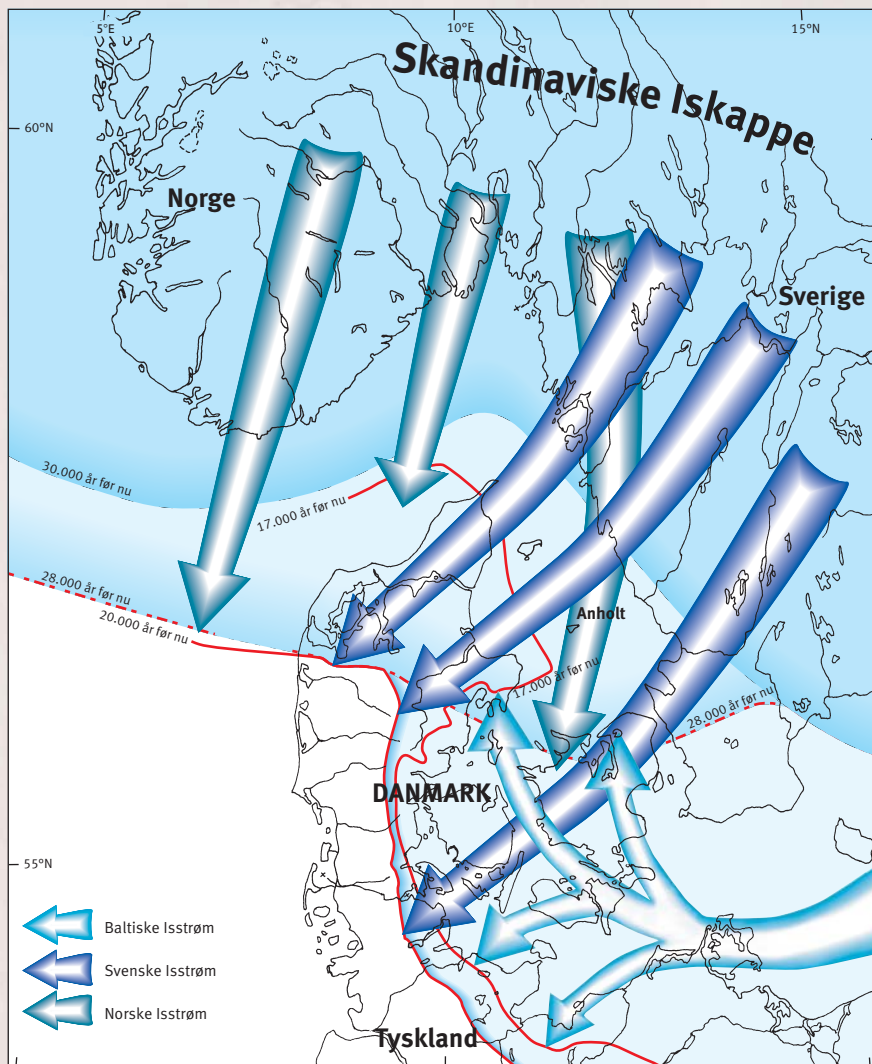 5°E
10°E
15°E
Skandinaviske Iskappe
60°N
Norge
Sverige
30.000 år før nu
17.000 år før nu
28.000 år før nu
20.000 år før nu
Anholt
17.000 år før nu
28.000 år før nu
DANMARK
55°N
Baltiske Isstrøm
Svenske Isstrøm
Norske Isstrøm
Tyskland